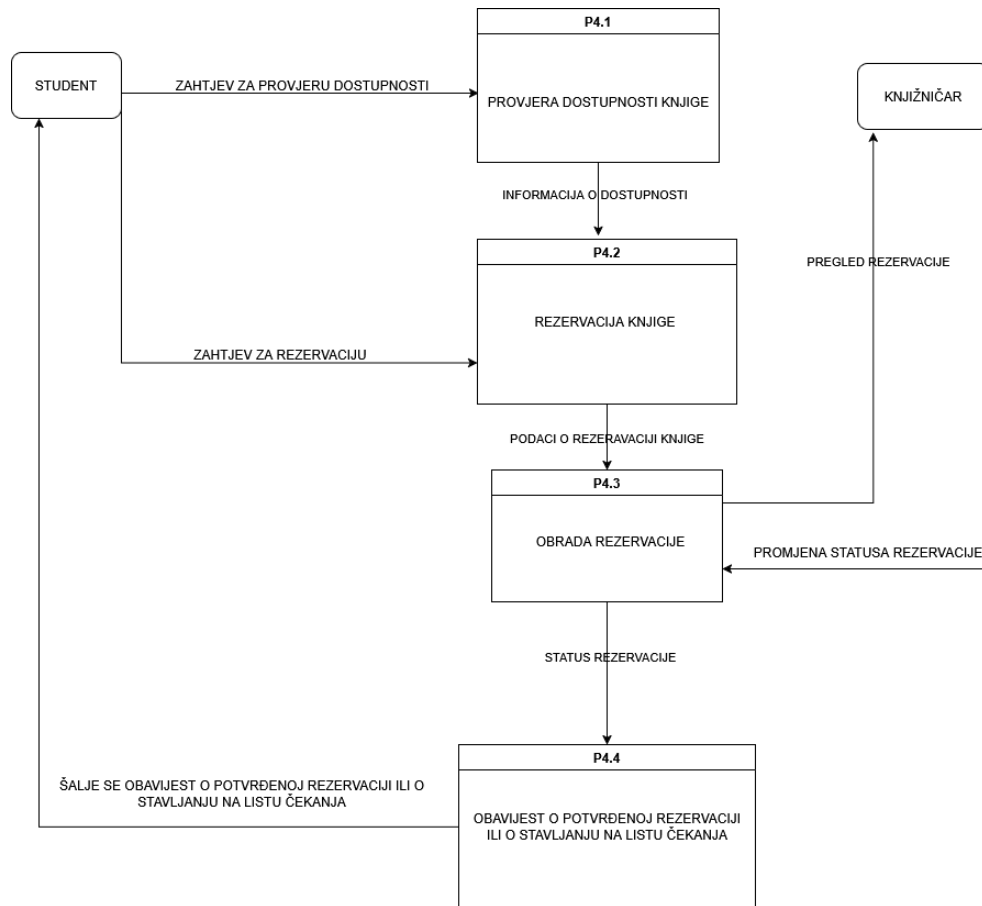 P4.1
STUDENT
ZAHTJEV ZA PROVJERU DOSTUPNOSTI
PROVJERA DOSTUPNOSTI KNJIGE
KNJIŽNIČAR
INFORMACIJA O DOSTUPNOSTI
P4.2
PREGLED REZERVACIJE
REZERVACIJA KNJIGE
ZAHTJEV ZA REZERVACIJU
PODACI O REZERAVACIJI KNJIGE
P4.3
OBRADA REZERVACIJE
PROMJENA STATUSA REZERVACIJE
STATUS REZERVACIJE
P4.4
ŠALJE SE OBAVIJEST O POTVRĐENOJ REZERVACIJI ILI O
STAVLJANJU NA LISTU ČEKANJA
OBAVIJEST O POTVRĐENOJ REZERVACIJI
ILI O STAVLJANJU NA LISTU ČEKANJA